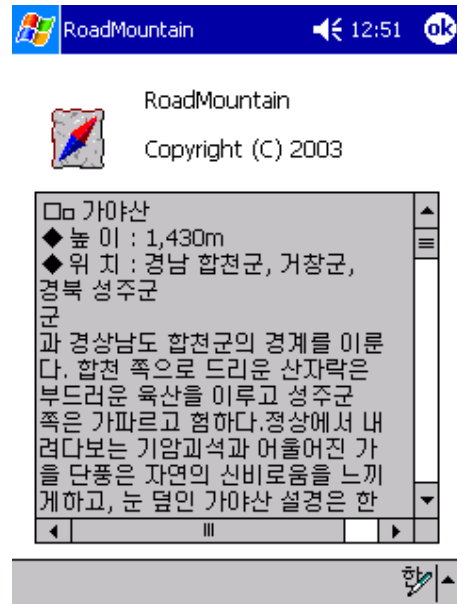 RoadMountain
12:51
ok
RoadMountain
Copyright (C) 2003
□□ 가야산
◆높 이 : 1,430m
◆위 치 : 경남 합천군, 거창군,
경북 성주군
군
과 경상남도 합천군의 경계를 이룬
다. 합천 쪽으로 드리운 산자락은
부드러운 육산을 이루고 성주군
쪽은 가파르고 험하다.정상에서 내
려다보는 기암괴석과 어울어진 가
을 단풍은 자연의 신비로움을 느끼
게하고, 눈 덮인 가야산 설경은 한
한